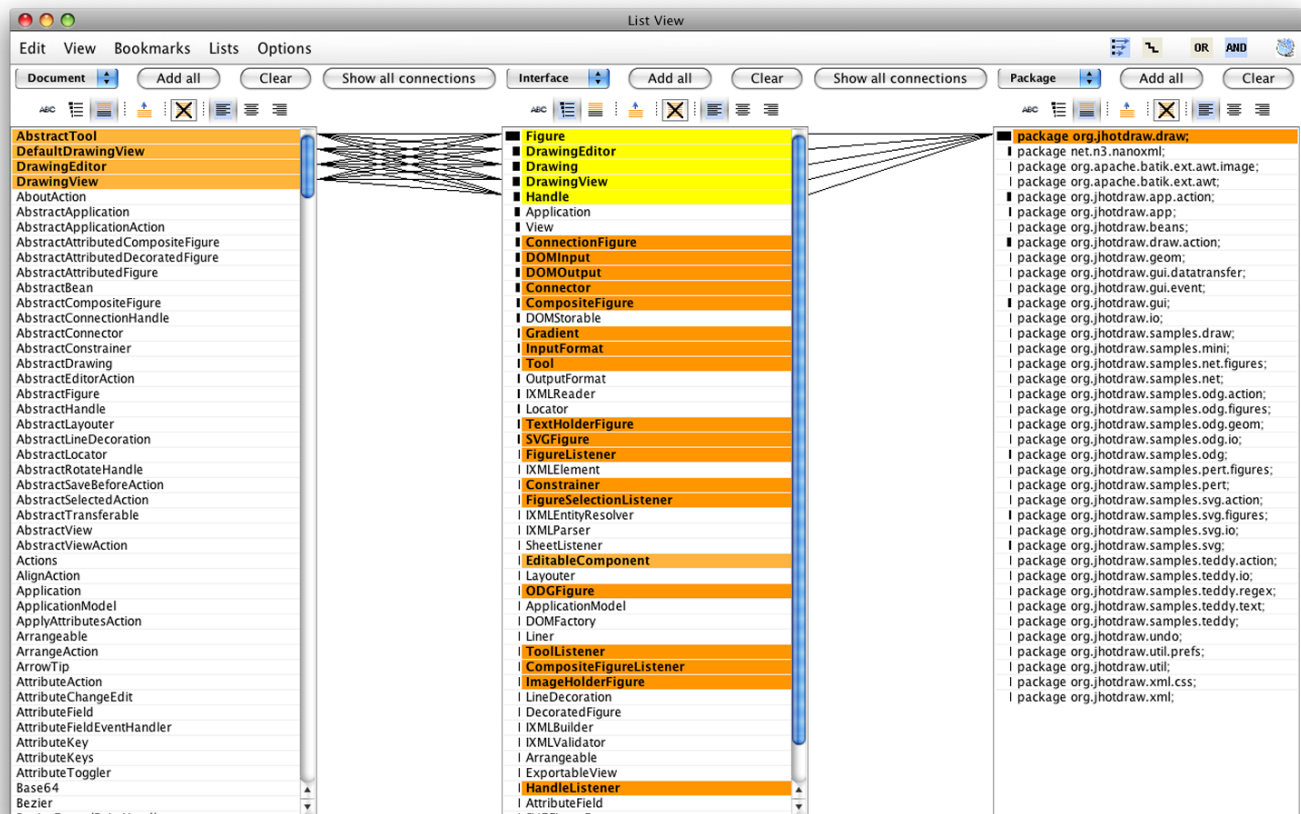 List View
Edit View Bookmarks Lists Options OR AND
Document Add all Clear Show all connections Interface Add all Clear Show all connections Package Add all Clear
ABC ABC ABC
AbstractTool
DefaultDrawingView
DrawingEditor
DrawingView
AboutAction
AbstractApplication
AbstractApplicationAction
AbstractAttributedCompositeFigure
AbstractAttributedDecoratedFigure
AbstractAttributedFigure
AbstractBean
AbstractCompositeFigure
AbstractConnectionHandle
AbstractConnector
AbstractConstrainer
AbstractDrawing
AbstractEditorAction
AbstractFigure
AbstractHandle
AbstractLayouter
AbstractLineDecoration
AbstractLocator
AbstractRotateHandle
AbstractSaveBeforeAction
AbstractSelectedAction
AbstractTransferable
AbstractView
AbstractViewAction
Actions
AlignAction
Application
ApplicationModel
ApplyAttributesAction
Arrangeable
ArrangeAction
ArrowTip
AttributeAction
AttributeChangeEdit
AttributeField
AttributeFieldEventHandler
AttributeKey
AttributeKeys
AttributeToggler
Base64
Bezier
Figure
DrawingEditor
Drawing
DrawingView
Handle
Application
View
ConnectionFigure
DOMInput
DOMOutput
Connector
CompositeFigure
DOMStorable
Gradient
InputFormat
Tool
OutputFormat
IXMLReader
Locator
TextHolderFigure
SVGFigure
FigureListener
IXMLElement
Constrainer
FigureSelectionListener
IXMLEntityResolver
IXMLParser
SheetListener
EditableComponent
Layouter
ODGFigure
ApplicationModel
DOMFactory
Liner
ToolListener
CompositeFigureListener
ImageHolderFigure
LineDecoration
DecoratedFigure
IXMLBuilder
IXMLValidator
Arrangeable
ExportableView
HandleListener
AttributeField
package org.jhotdraw.draw;
package net.n3.nanoxml;
package org.apache.batik.ext.awt.image;
package org.apache.batik.ext.awt;
package org.jhotdraw.app.action;
package org.jhotdraw.app;
package org.jhotdraw.beans;
package org.jhotdraw.draw.action;
package org.jhotdraw.geom;
package org.jhotdraw.gui.datatransfer;
package org.jhotdraw.gui.event;
package org.jhotdraw.gui;
package org.jhotdraw.io;
package org.jhotdraw.samples.draw;
package org.jhotdraw.samples.mini;
package org.jhotdraw.samples.net.figures;
package org.jhotdraw.samples.net;
package org.jhotdraw.samples.odg.action;
package org.jhotdraw.samples.odg.figures;
package org.jhotdraw.samples.odg.geom;
package org.jhotdraw.samples.odg.io;
package org.jhotdraw.samples.odg;
package org.jhotdraw.samples.pert.figures;
package org.jhotdraw.samples.pert;
package org.jhotdraw.samples.svg.action;
package org.jhotdraw.samples.svg.figures;
package org.jhotdraw.samples.svg.io;
package org.jhotdraw.samples.svg;
package org.jhotdraw.samples.teddy.action;
package org.jhotdraw.samples.teddy.io;
package org.jhotdraw.samples.teddy.regex;
package org.jhotdraw.samples.teddy.text;
package org.jhotdraw.samples.teddy;
package org.jhotdraw.undo;
package org.jhotdraw.util.prefs;
package org.jhotdraw.util;
package org.jhotdraw.xml.css;
package org.jhotdraw.xml;